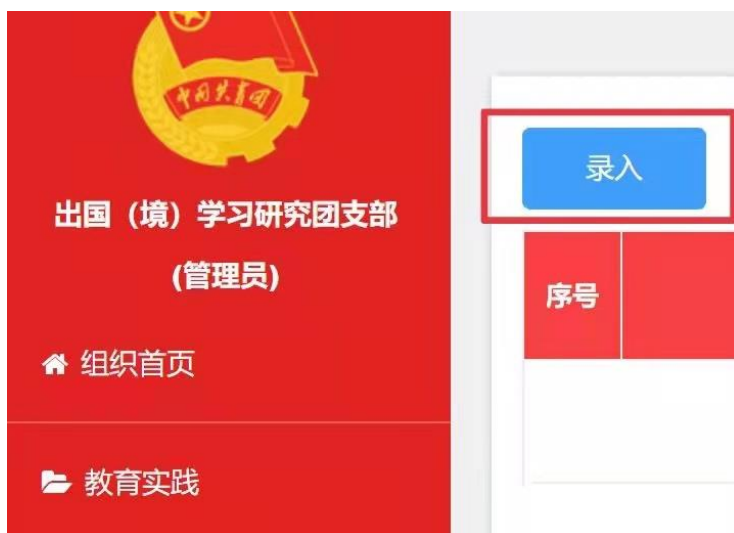 中国共青团
出国（境）学习研究团支部
(管理员)
组织首页
教育实践
录入
序号